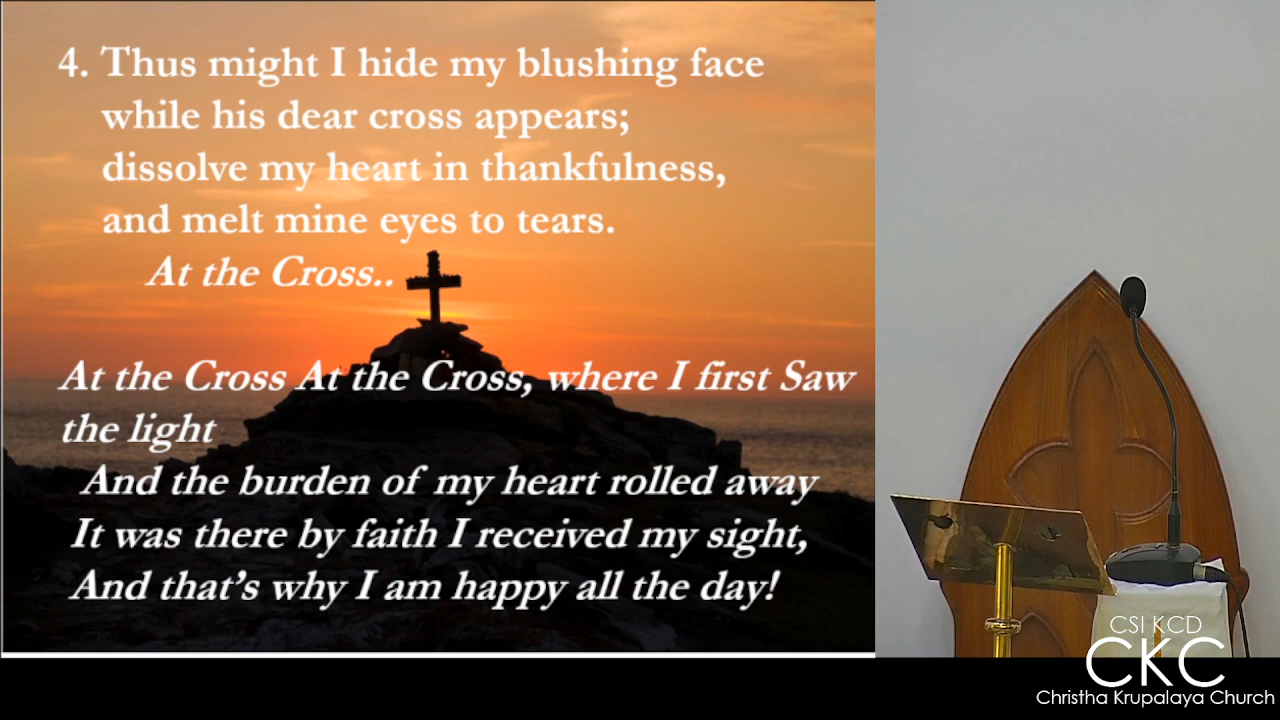 4. Thus might I hide my blushing face
while his dear cross appears;
dissolve my heart in thankfulness,
and melt mine eyes to tears.
At the Cross..
At the Cross At the Cross, where I first Saw
the light
And the burden of my heart rolled away
It was there by faith I received my sight,
And that's why I am happy all the day!
CSI KCD
CKC
Christha Krupalaya Church